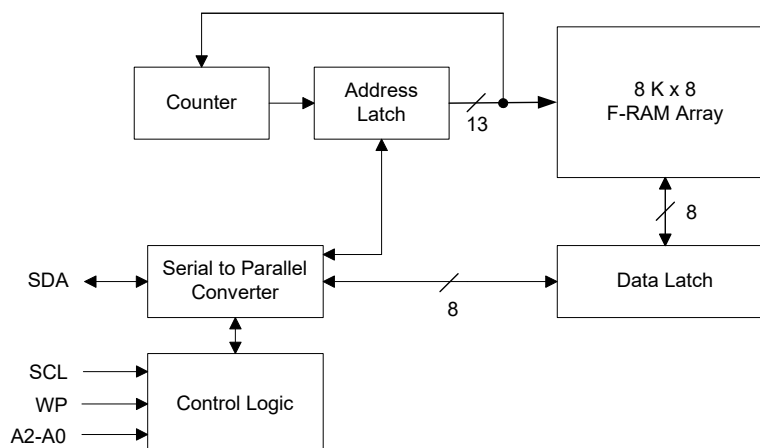 8 K x 8
F-RAM Array
Counter
Address
Latch
13
8
SDA
Serial to Parallel
Converter
8
Data Latch
SCL
WP
A2-A0
Control Logic